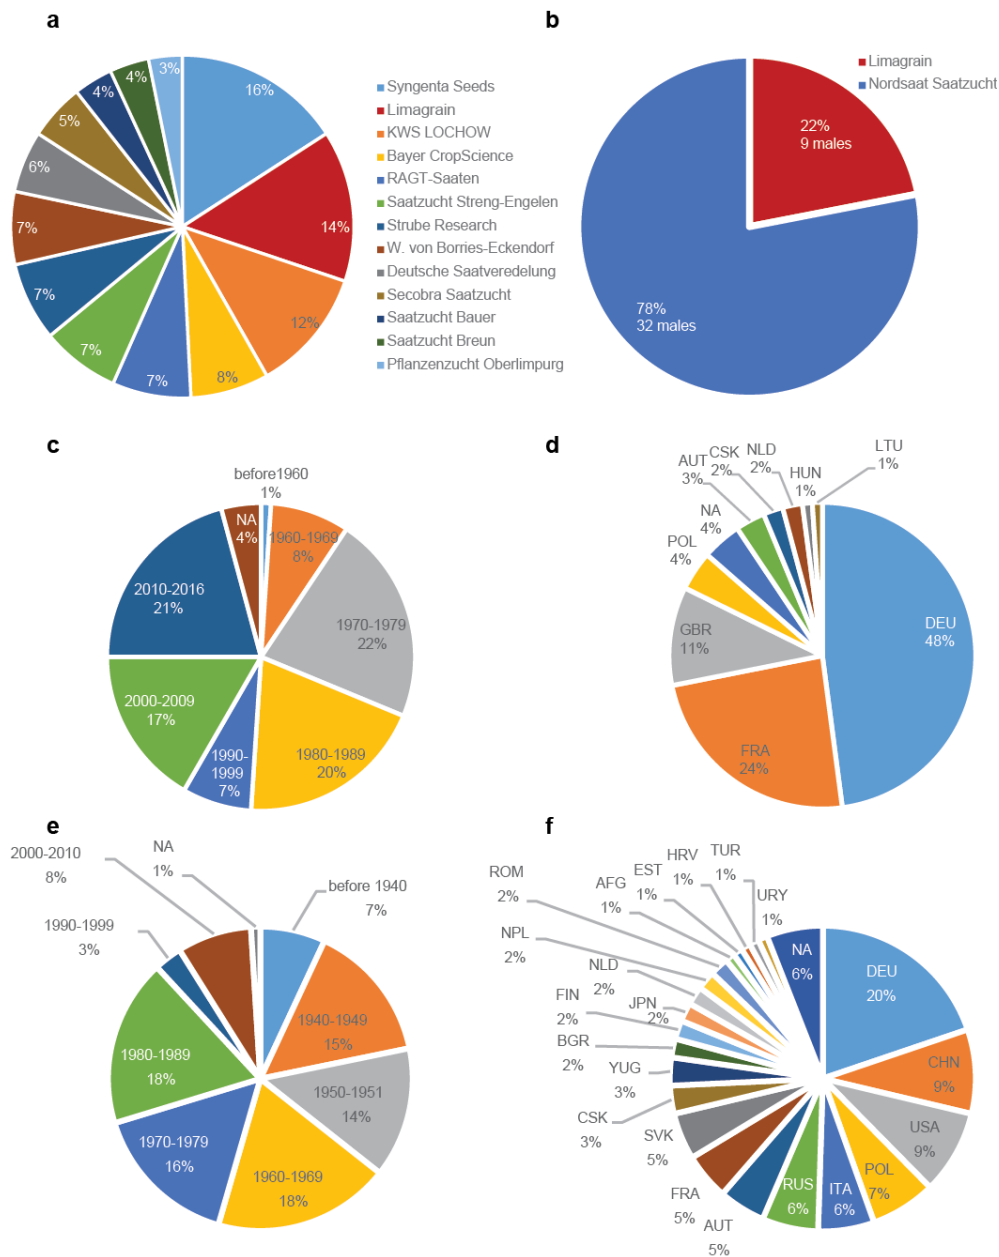 a
16%
14%
12%
8%
7%
7%
7%
7%
6%
5%
4%
4%
3%
Syngenta Seeds
Limagrain
KWS LOCHOW
Bayer CropScience
RAGT-Saaten
Saatzucht Streng-Engelen
Strube Research
W. von Borries-Eckendorf
Deutsche Saatveredelung
Secobra Saatzucht
Saatzucht Bauer
Saatzucht Breun
Pflanzenzucht Oberlimpurg
b
Limagrain
Nordsaat Saatzucht
22%
9 males
78%
32 males
c
before1960
1%
1960-1969
8%
1970-1979
22%
1980-1989
20%
1990-
1999
7%
2000-2009
17%
2010-2016
21%
NA
4%
d
DEU
48%
FRA
24%
GBR
11%
POL
4%
NA
4%
AUT
3%
CSK
2%
NLD
2%
HUN
1%
LTU
1%
e
before 1940
7%
1940-1949
15%
1950-1951
14%
1960-1969
18%
1970-1979
16%
1980-1989
18%
1990-1999
3%
2000-2010
8%
NA
1%
f
DEU
20%
CHN
9%
USA
9%
POL
7%
ITA
6%
RUS
6%
AUT
5%
FRA
5%
SVK
5%
CSK
3%
YUG
3%
BGR
2%
FIN
2%
JPN
2%
NLD
2%
NPL
2%
ROM
2%
AFG
1%
EST
1%
HRV
1%
TUR
1%
URY
1%
NA
6%